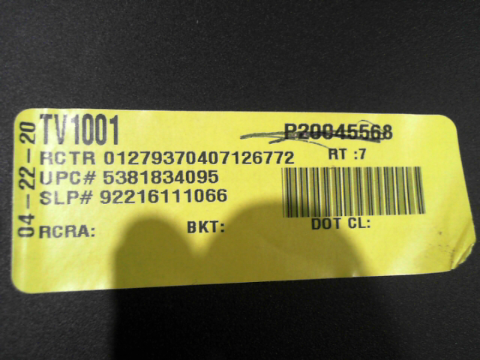 04-22-20
TV1001
P20045568
RCTR 01279370407126772
RT :7
UPC# 5381834095
SLP# 92216111066
RCRA:
BKT:
DOT CL: